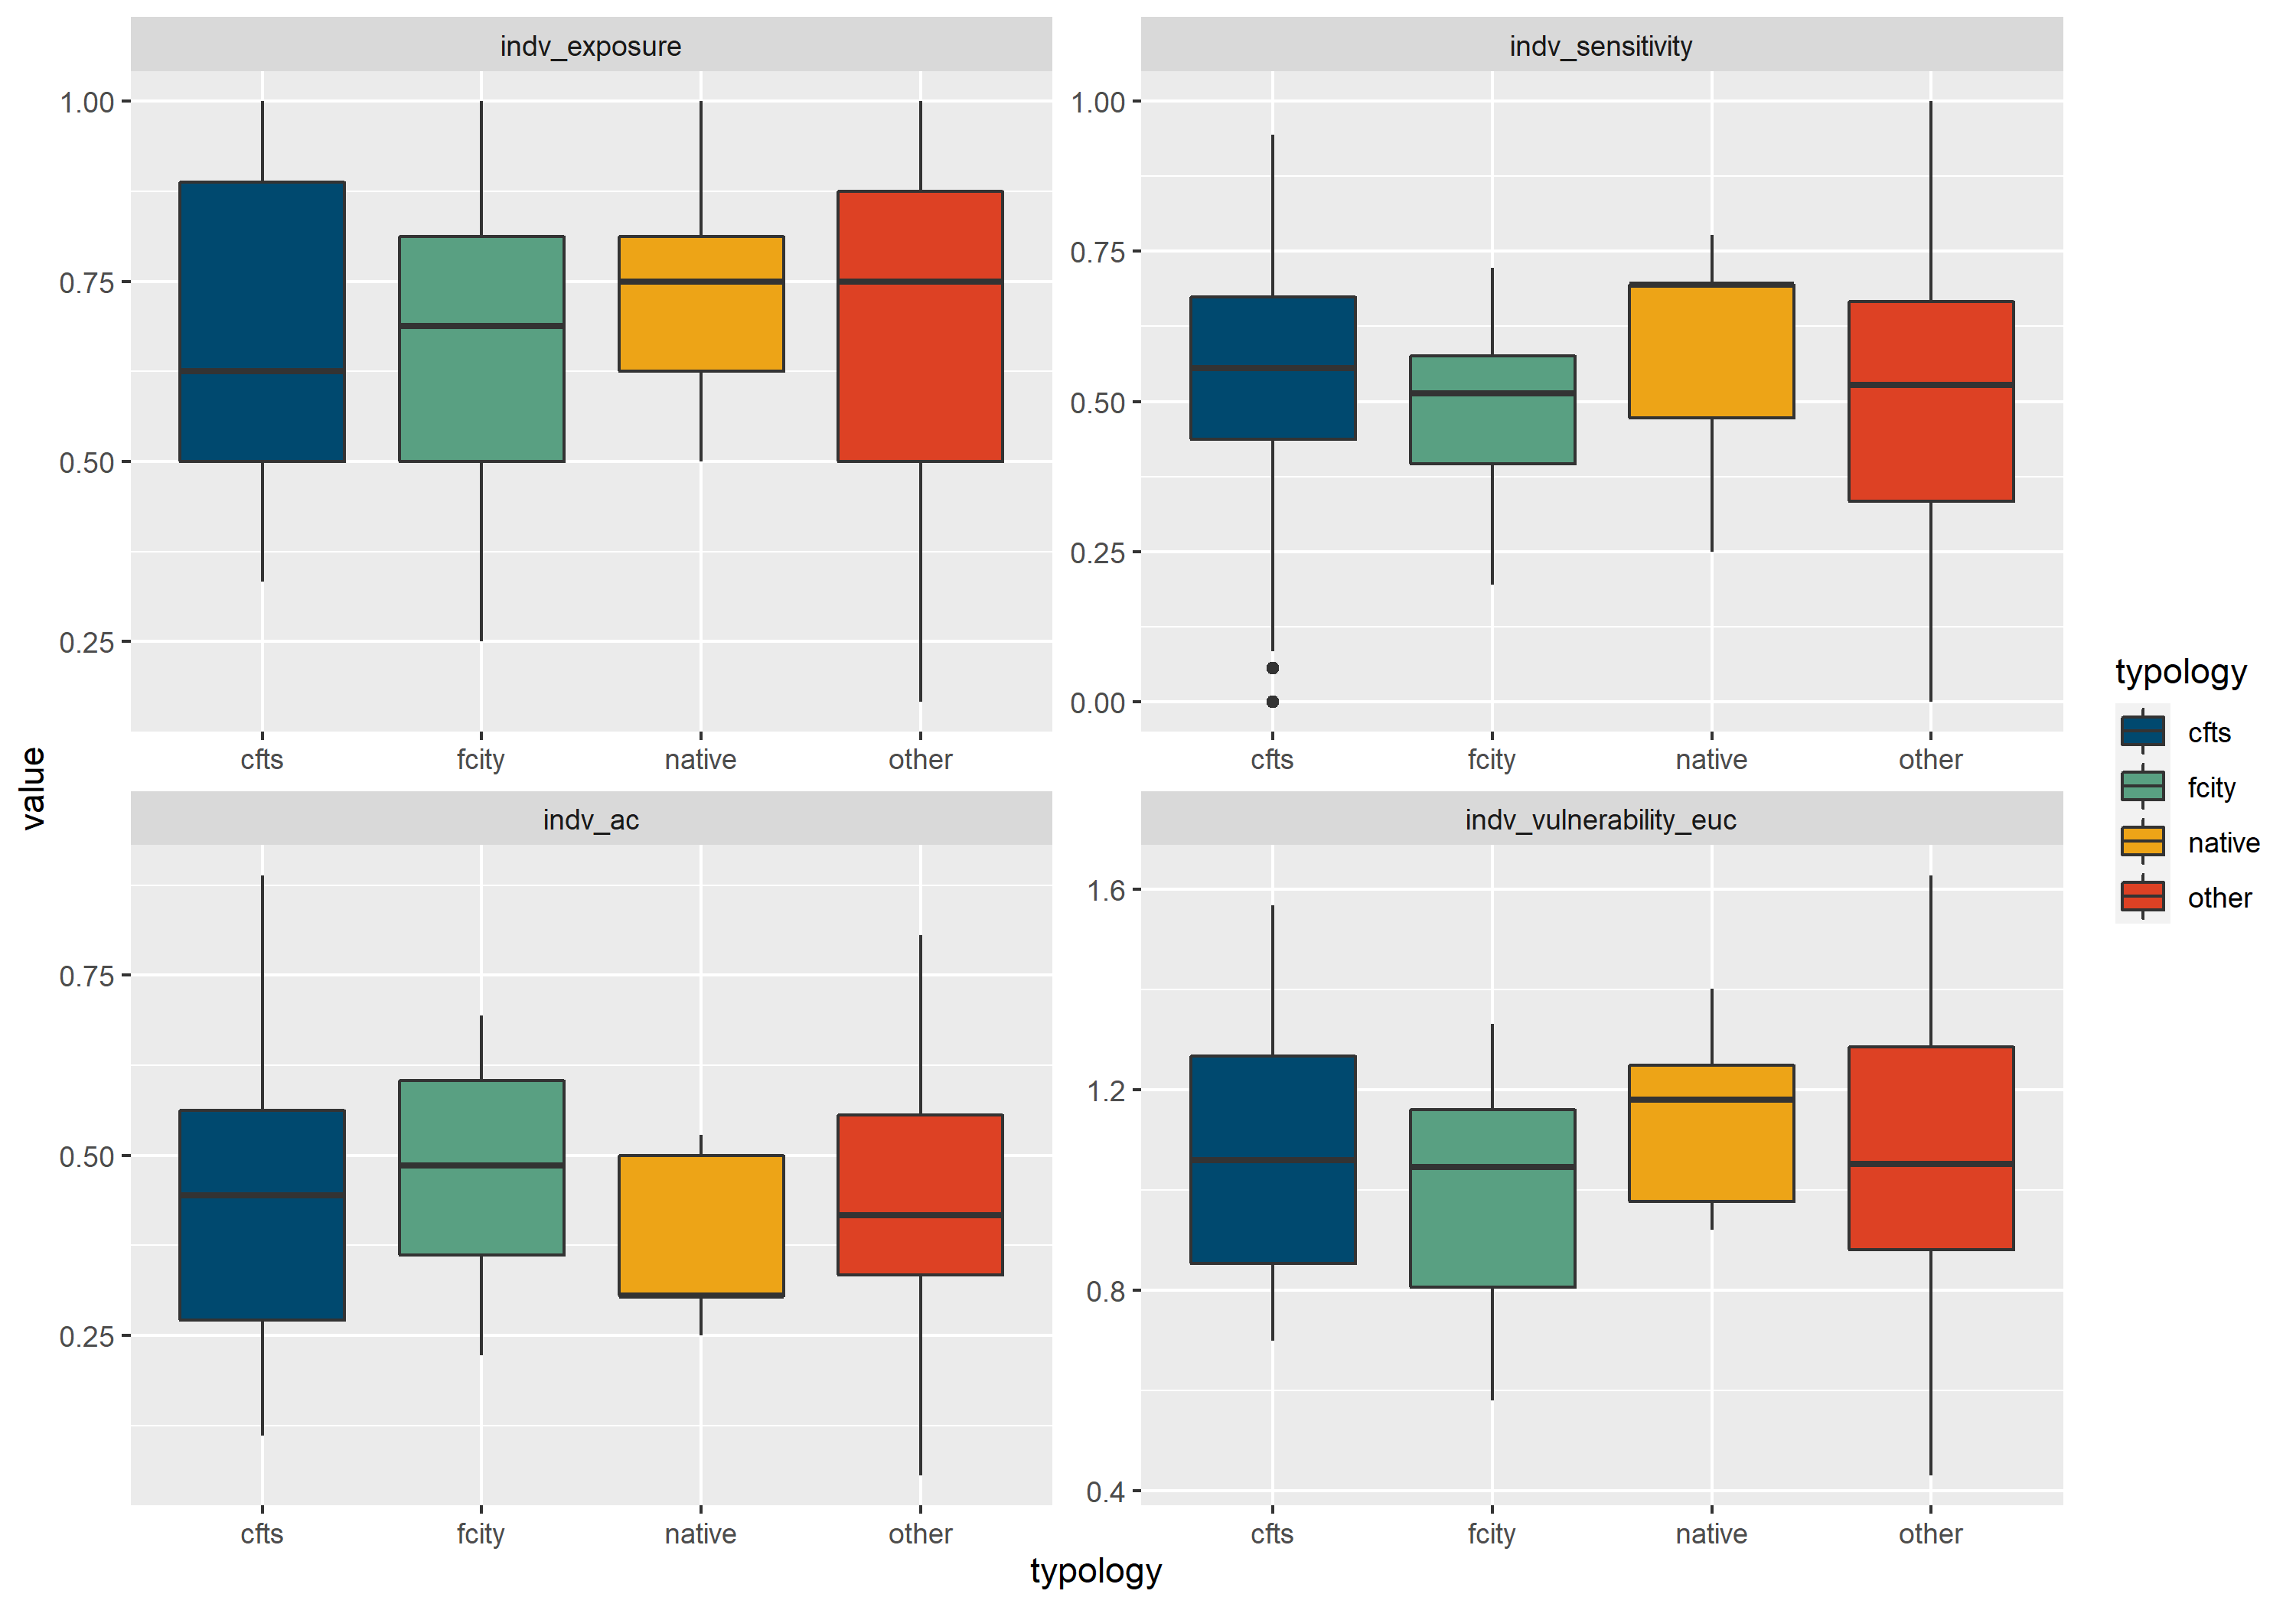 indv_exposure
indv_sensitivity
1.00
0.75
0.50
0.25
1.00
0.75
0.50
0.25
0.00
cfts fcity native other
cfts fcity native other
value
indv_ac
indv_vulnerability_euc
0.75
0.50
0.25
1.6
1.2
0.8
0.4
cfts fcity native other
cfts fcity native other
typology
typology
cfts
fcity
native
other